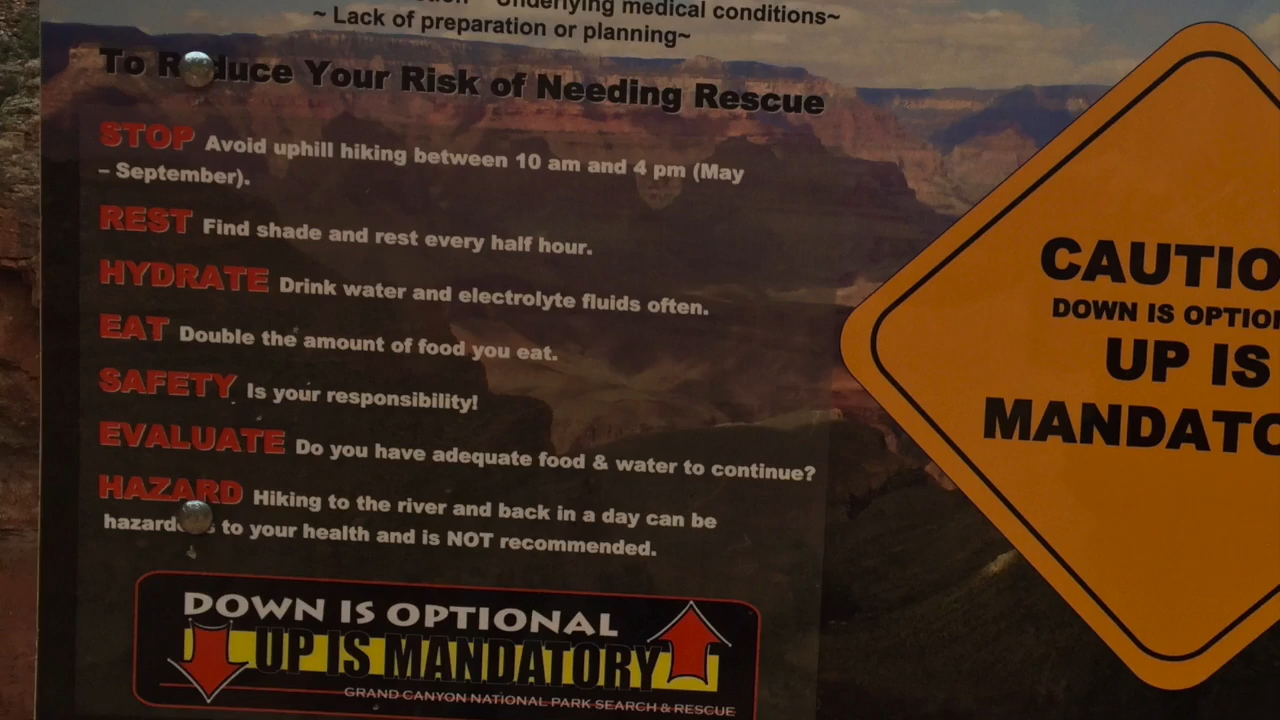 Underlying medical conditions~
~ Lack of preparation or planning~
To Reduce Your Risk of Needing Rescue
STOP Avoid uphill hiking between 10 am and 4 pm (May
– September).
REST Find shade and rest every half hour.
HYDRATE Drink water and electrolyte fluids often.
EAT Double the amount of food you eat.
SAFETY Is your responsibility!
EVALUATE Do you have adequate food & water to continue?
HAZARD Hiking to the river and back in a day can be
hazardous to your health and is NOT recommended.
DOWN IS OPTIONAL
UP IS MANDATORY
GRAND CANYON NATIONAL PARK SEARCH & RESCUE
CAUTIO
DOWN IS OPTIO
UP IS
MANDATO